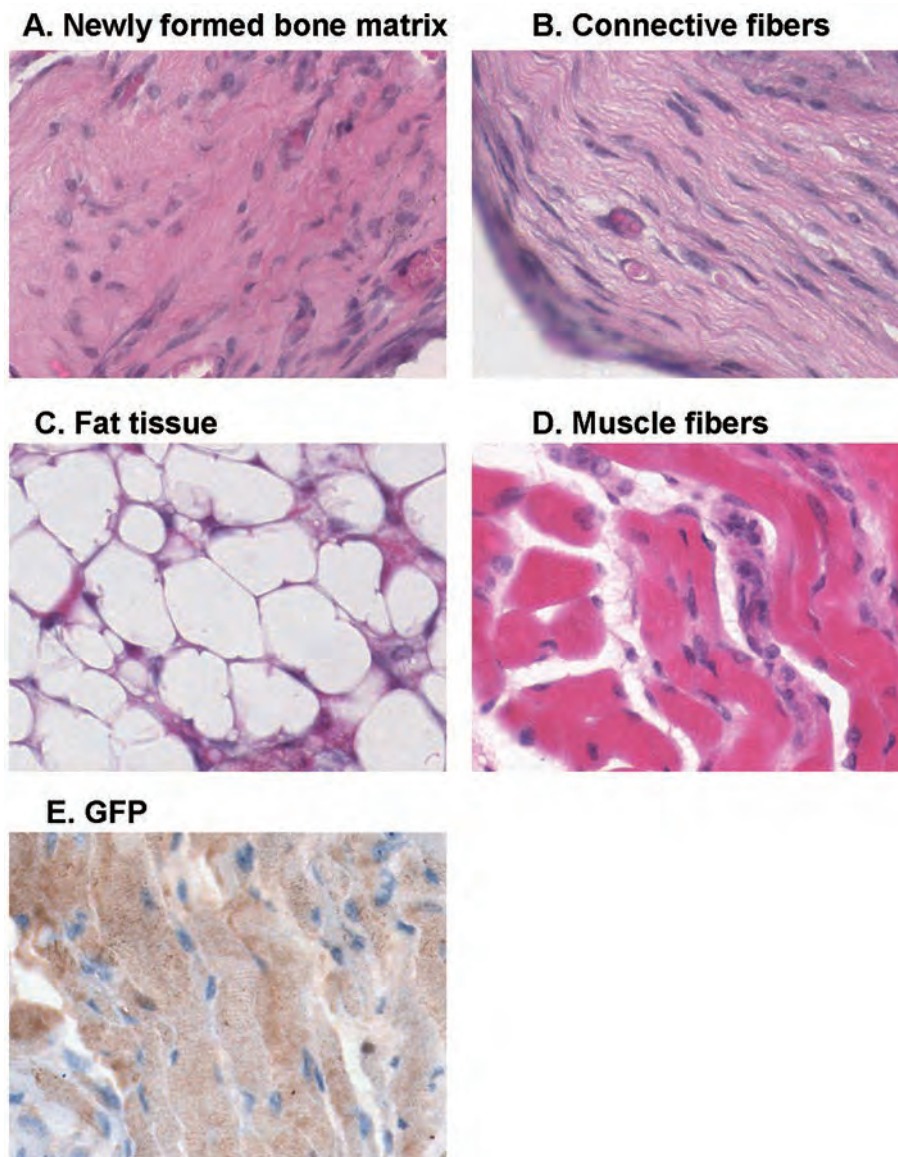 A. Newly formed bone matrix
B. Connective fibers
C. Fat tissue
D. Muscle fibers
E. GFP